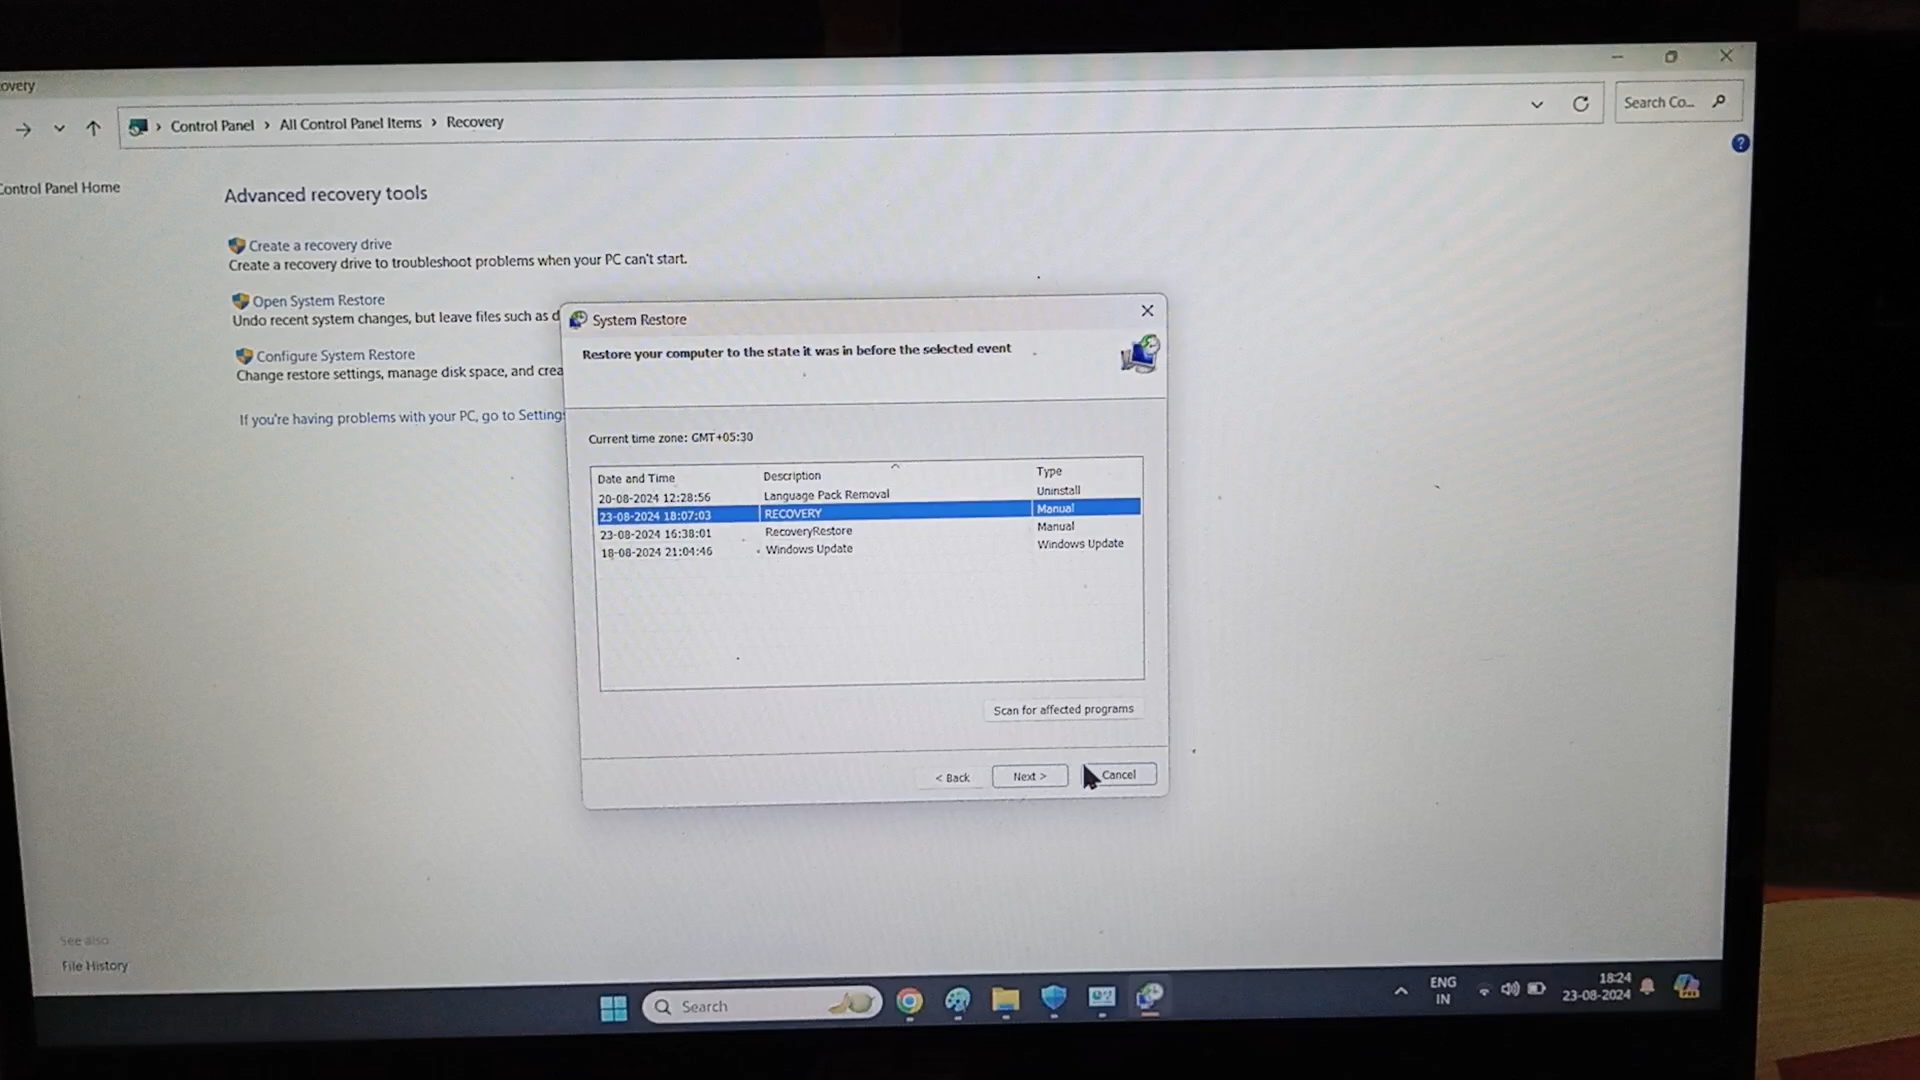 overy
Control Panel › All Control Panel Items › Recovery
Search Co...
Control Panel Home
Advanced recovery tools
Create a recovery drive
Create a recovery drive to troubleshoot problems when your PC can't start.
Open System Restore
Undo recent system changes, but leave files such as d
Configure System Restore
Change restore settings, manage disk space, and crea
If you're having problems with your PC, go to Settings
System Restore
Restore your computer to the state it was in before the selected event
Current time zone: GMT+05:30
Date and Time Description Type
20-08-2024 12:28:56 Language Pack Removal Uninstall
23-08-2024 18:07:03 RECOVERY Manual
23-08-2024 16:38:01 RecoveryRestore Manual
18-08-2024 21:04:46 Windows Update Windows Update
Scan for affected programs
< Back Next > Cancel
See also
File History
Search
ENG
IN
18:24
23-08-2024